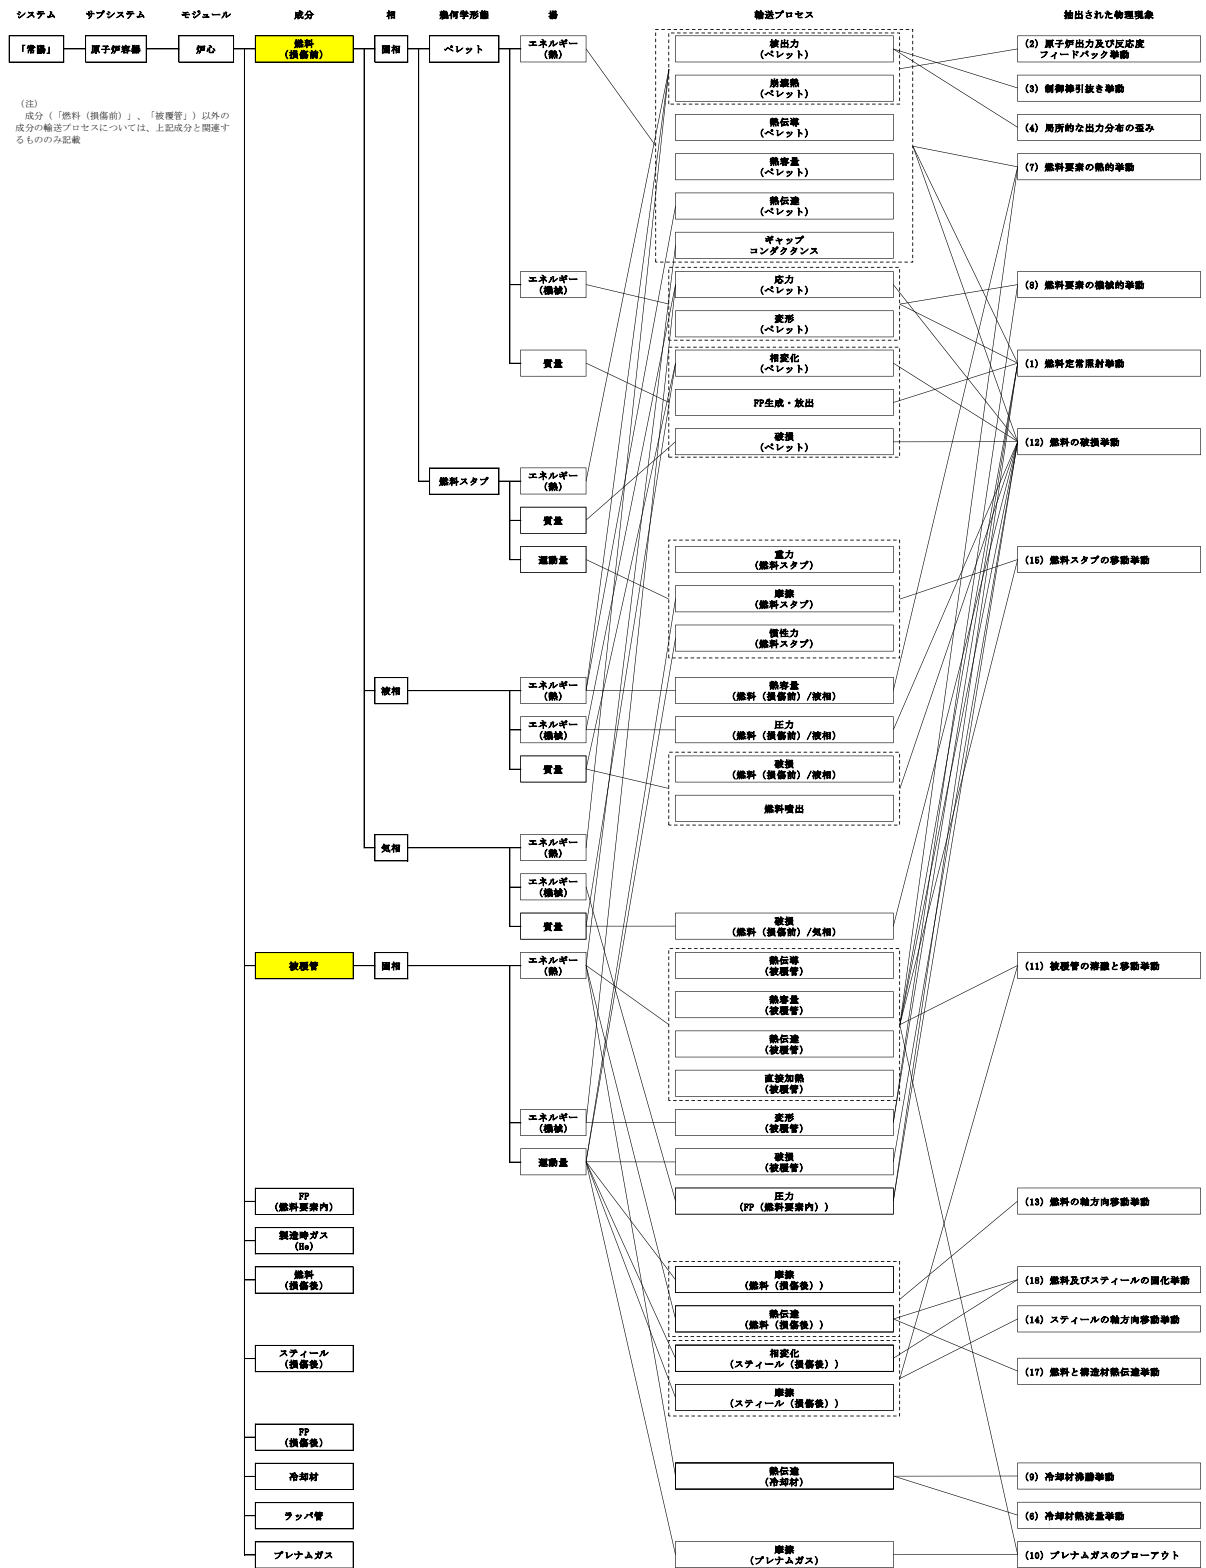 システム サブシステム モジュール 成分 相 幾何学形態 場 輸送プロセス 抽出された物理現象
「常陽」
原子炉容器
炉心
燃料
(損傷前)
固相
ペレット
エネルギー
(熱)
核出力
(ペレット)
(2) 原子炉出力及び反応度
フィードバック挙動
(注)
成分(「燃料(損傷前)」、「被覆管」)以外の
成分の輸送プロセスについては、上記成分と関連す
るもののみ記載
崩壊熱
(ペレット)
(3) 制御棒引抜き挙動
熱伝導
(ペレット)
(4) 局所的な出力分布の歪み
熱容量
(ペレット)
(7) 燃料要素の熱的挙動
熱伝達
(ペレット)
ギャップ
コンダクタンス
エネルギー
(機械)
応力
(ペレット)
(8) 燃料要素の機械的挙動
変形
(ペレット)
質量
相変化
(ペレット)
(1) 燃料定常照射挙動
FP生成・放出
破損
(ペレット)
(12) 燃料の破損挙動
燃料スタブ
エネルギー
(熱)
質量
運動量
重力
(燃料スタブ)
(15) 燃料スタブの移動挙動
摩擦
(燃料スタブ)
慣性力
(燃料スタブ)
液相
エネルギー
(熱)
熱容量
(燃料(損傷前)/液相)
エネルギー
(機械)
圧力
(燃料(損傷前)/液相)
質量
破損
(燃料(損傷前)/液相)
燃料噴出
気相
エネルギー
(熱)
エネルギー
(機械)
質量
破損
(燃料(損傷前)/気相)
被覆管
固相
エネルギー
(熱)
熱伝導
(被覆管)
(11) 被覆管の溶融と移動挙動
熱容量
(被覆管)
熱伝達
(被覆管)
直接加熱
(被覆管)
エネルギー
(機械)
変形
(被覆管)
運動量
破損
(被覆管)
FP
(燃料要素内)
圧力
(FP(燃料要素内))
(13) 燃料の軸方向移動挙動
製造時ガス
(He)
燃料
(損傷後)
摩擦
(燃料(損傷後))
(18) 燃料及びスティールの固化挙動
熱伝達
(燃料(損傷後))
(14) スティールの軸方向移動挙動
スティール
(損傷後)
相変化
(スティール(損傷後))
(17) 燃料と構造材熱伝達挙動
摩擦
(スティール(損傷後))
FP
(損傷後)
冷却材
熱伝達
(冷却材)
(9) 冷却材沸騰挙動
ラッパ管
(6) 冷却材熱流量挙動
プレナムガス
摩擦
(プレナムガス)
(10) プレナムガスのブローアウト